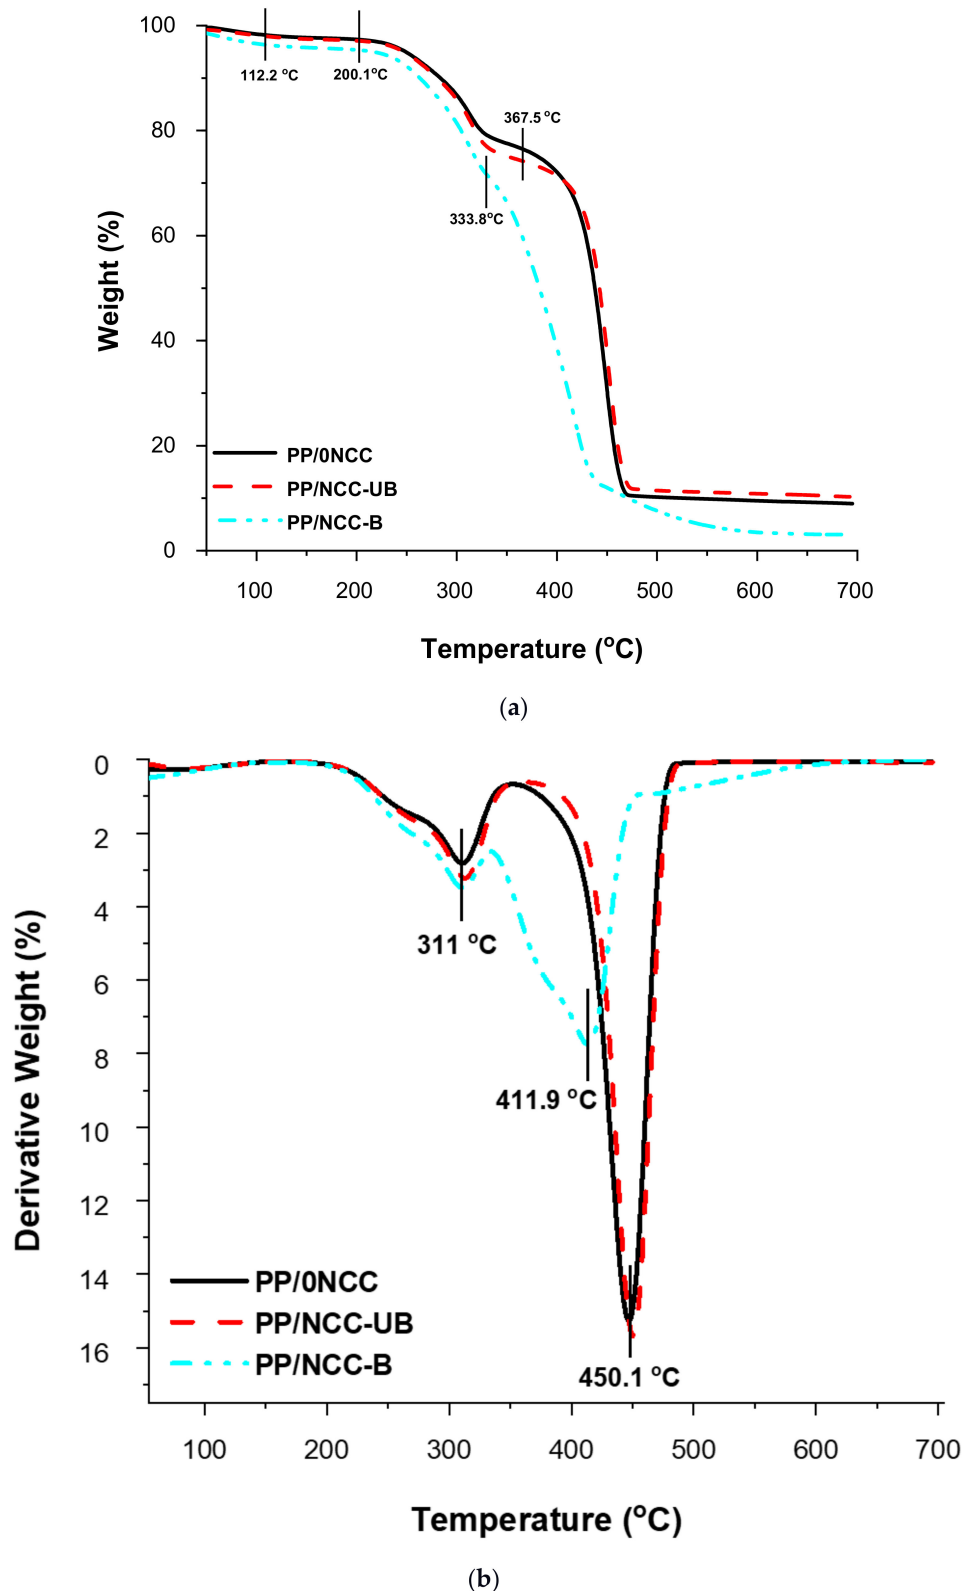 100
112.2 °C
200.1°C
80
367.5 °C
333.8°C
60
Weight (%)
40
20
PP/0NCC
PP/NCC-UB
PP/NCC-B
0
100 200 300 400 500 600 700
Temperature (°C)
(a)
0
2
4
311 °C
6
Derivative Weight (%)
8
411.9 °C
10
12
14
PP/0NCC
PP/NCC-UB
16
PP/NCC-B
450.1 °C
100 200 300 400 500 600 700
Temperature (°C)
(b)